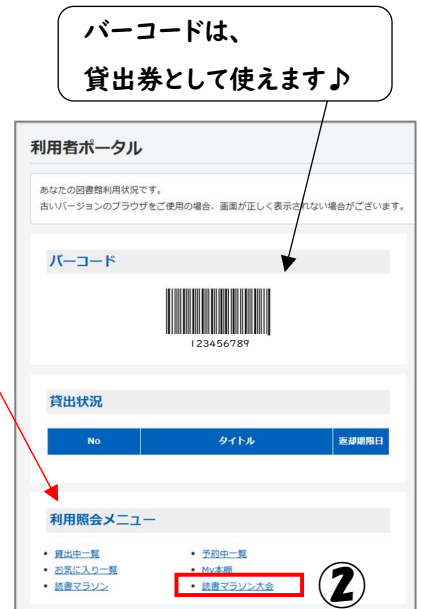 バーコードは、
貸出券として使えます♪
利用者ポータル
あなたの図書館利用状況です。
古いバージョンのブラウザをご使用の場合、画面が正しく表示されない場合がございます。
バーコード
123456789
貸出状況
No タイトル 返却期限日
利用照会メニュー
• 貸出中一覧 • 予約中一覧
• お気に入り一覧 • My本棚
• 読書マラソン • 読書マラソン大会
②